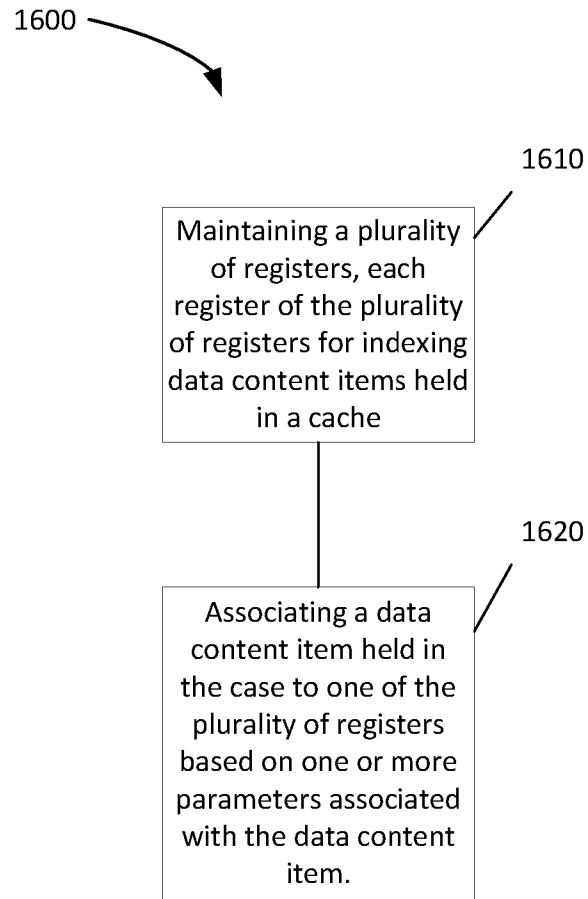 1600
1610
Maintaining a plurality
of registers, each
register of the plurality
of registers for indexing
data content items held
in a cache
1620
Associating a data
content item held in
the case to one of the
plurality of registers
based on one or more
parameters associated
with the data content
item.